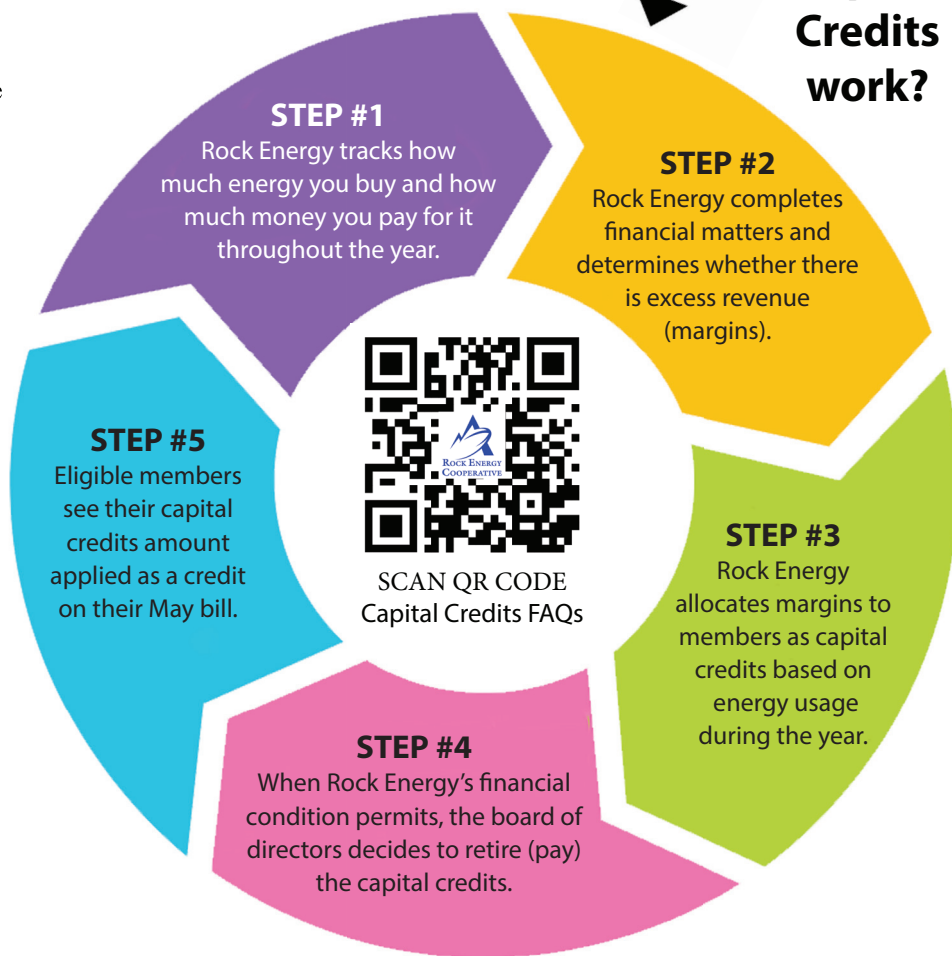 Credits
work?
STEP #1
Rock Energy tracks how
much energy you buy and how
much money you pay for it
throughout the year.
STEP #2
Rock Energy completes
financial matters and
determines whether there
is excess revenue
(margins).
STEP #3
Rock Energy
allocates margins to
members as capital
credits based on
energy usage
during the year.
STEP #4
When Rock Energy’s financial
condition permits, the board of
directors decides to retire (pay)
the capital credits.
STEP #5
Eligible members
see their capital
credits amount
applied as a credit
on their May bill.
ROCK ENERGY
COOPERATIVE
SCAN QR CODE
Capital Credits FAQs